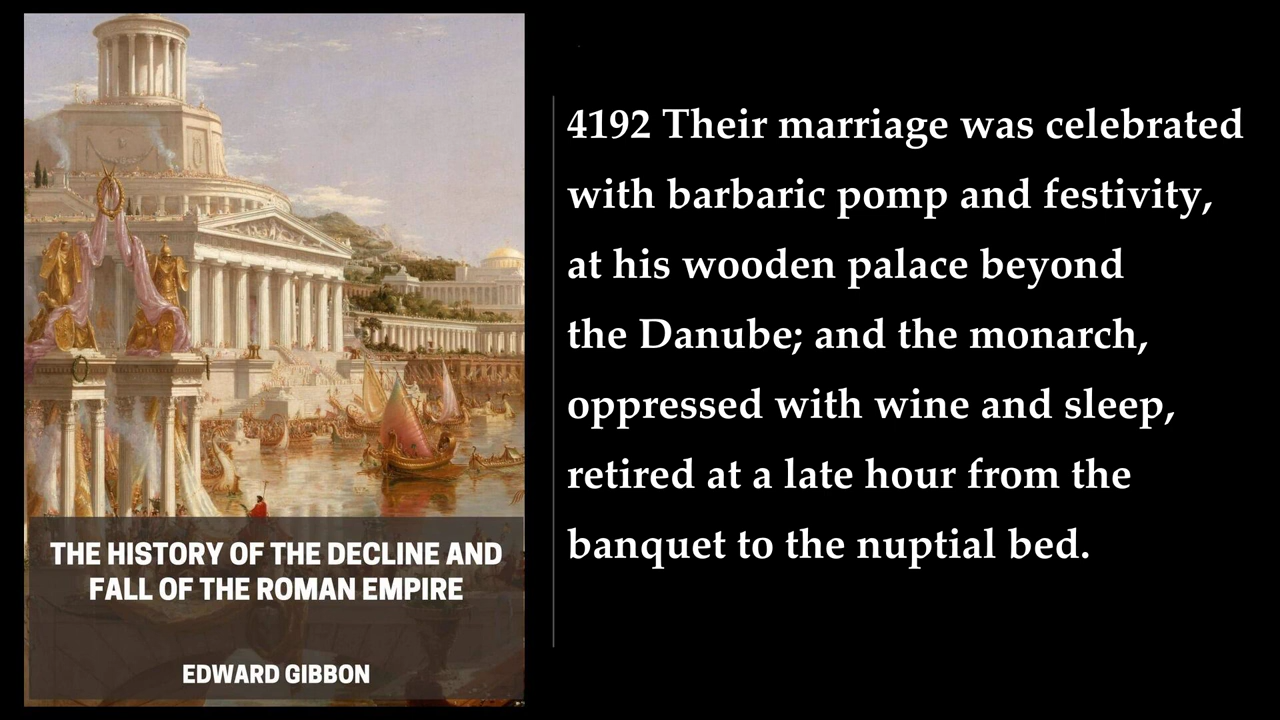 THE HISTORY OF THE DECLINE AND
FALL OF THE ROMAN EMPIRE
EDWARD GIBBON
4192 Their marriage was celebrated
with barbaric pomp and festivity,
at his wooden palace beyond
the Danube; and the monarch,
oppressed with wine and sleep,
retired at a late hour from the
banquet to the nuptial bed.